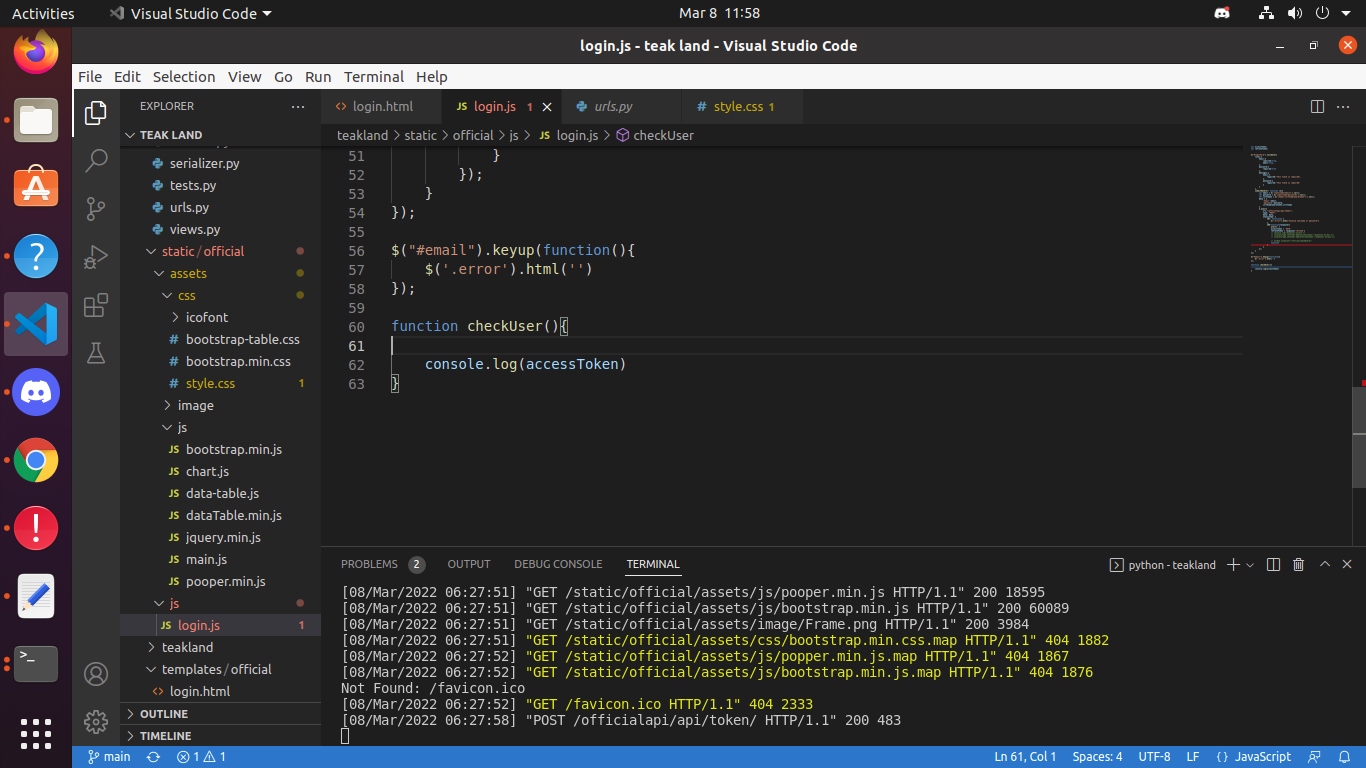 Activities Visual Studio Code Mar 8 11:58
login.js - teak land - Visual Studio Code
File Edit Selection View Go Run Terminal Help
EXPLORER
login.html JS login.js 1 urls.py # style.css 1
teakland > static > official > js > JS login.js > checkUser
TEAK LAND
serializer.py
tests.py
urls.py
views.py
static / official
assets
css
icofont
# bootstrap-table.css
# bootstrap.min.css
# style.css 1
image
js
JS bootstrap.min.js
JS chart.js
JS data-table.js
JS dataTable.min.js
JS jquery.min.js
JS main.js
JS pooper.min.js
js
JS login.js 1
teakland
templates / official
login.html
OUTLINE
TIMELINE
51 }
52 });
53 }
54 });
55
56 $("#email").keyup(function(){
57 $('.error').html('')
58 });
59
60 function checkUser(){
61
62 console.log(accessToken)
63 }
PROBLEMS 2 OUTPUT DEBUG CONSOLE TERMINAL python - teakland
[08/Mar/2022 06:27:51] "GET /static/official/assets/js/pooper.min.js HTTP/1.1" 200 18595
[08/Mar/2022 06:27:51] "GET /static/official/assets/js/bootstrap.min.js HTTP/1.1" 200 60089
[08/Mar/2022 06:27:51] "GET /static/official/assets/image/Frame.png HTTP/1.1" 200 3984
[08/Mar/2022 06:27:51] "GET /static/official/assets/css/bootstrap.min.css.map HTTP/1.1" 404 1882
[08/Mar/2022 06:27:52] "GET /static/official/assets/js/popper.min.js.map HTTP/1.1" 404 1867
[08/Mar/2022 06:27:52] "GET /static/official/assets/js/bootstrap.min.js.map HTTP/1.1" 404 1876
Not Found: /favicon.ico
[08/Mar/2022 06:27:52] "GET /favicon.ico HTTP/1.1" 404 2333
[08/Mar/2022 06:27:58] "POST /officialapi/api/token/ HTTP/1.1" 200 483
main 1 1 Ln 61, Col 1 Spaces: 4 UTF-8 LF { } JavaScript